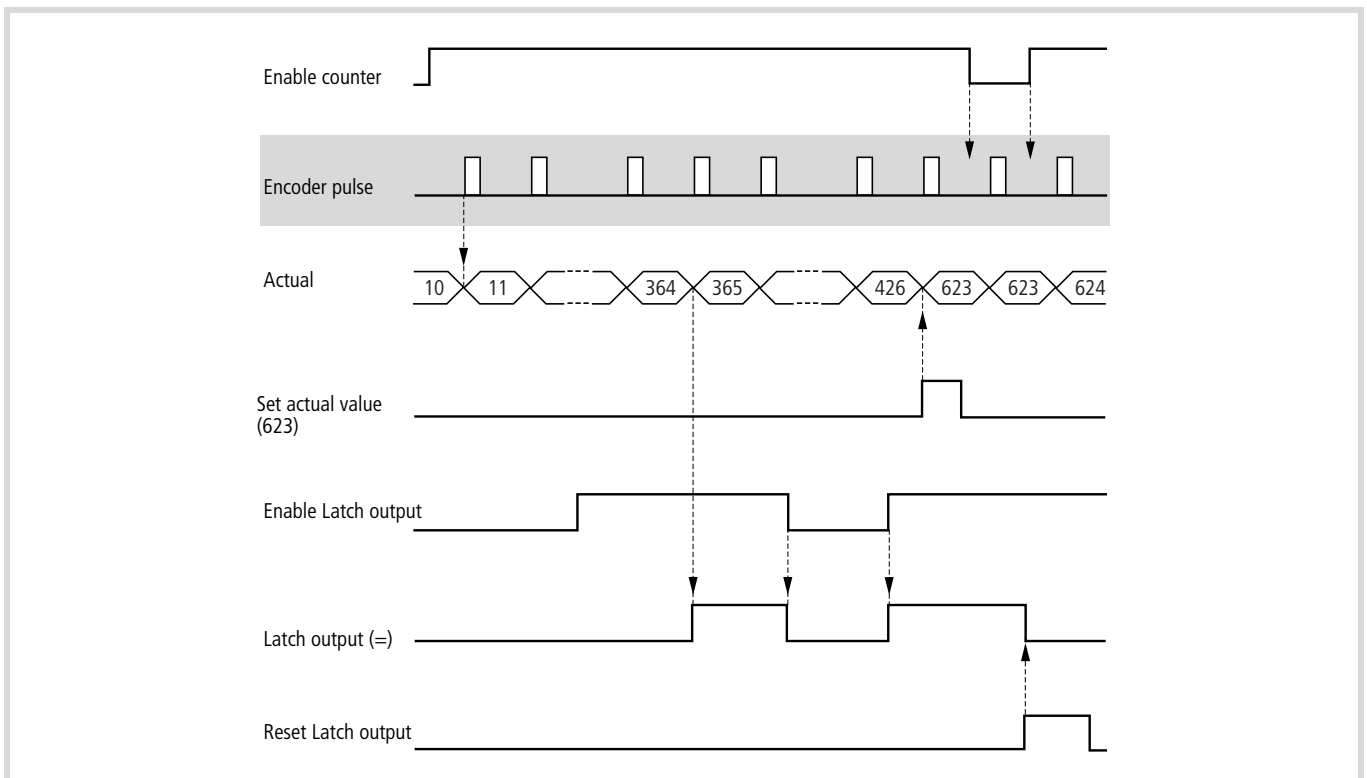 Enable counter
Encoder pulse
Actual
10 11 364 365 426 623 623 624
Set actual value
(623)
Enable Latch output
Latch output (=)
Reset Latch output